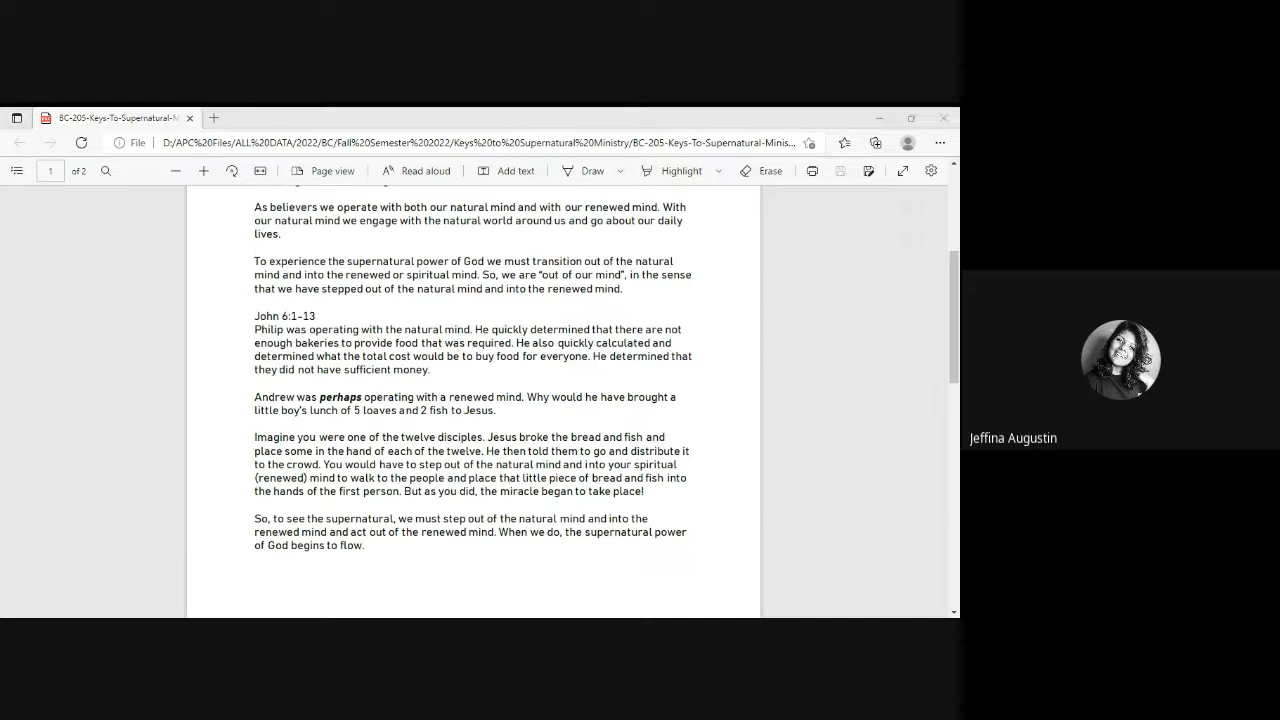 BC-205-Keys-To-Supernatural-M
File D:/APC%20Files/ALL%20DATA/2022/BC/Fall%20Semester%202022/Keys%20to%20Supernatural%20Ministry/BC-205-Keys-To-Supernatural-Minis...
1 of 2 Page view Read aloud Add text Draw Highlight Erase
As believers we operate with both our natural mind and with our renewed mind. With
our natural mind we engage with the natural world around us and go about our daily
lives.
To experience the supernatural power of God we must transition out of the natural
mind and into the renewed or spiritual mind. So, we are “out of our mind”, in the sense
that we have stepped out of the natural mind and into the renewed mind.
John 6:1-13
Philip was operating with the natural mind. He quickly determined that there are not
enough bakeries to provide food that was required. He also quickly calculated and
determined what the total cost would be to buy food for everyone. He determined that
they did not have sufficient money.
Andrew was perhaps operating with a renewed mind. Why would he have brought a
little boy's lunch of 5 loaves and 2 fish to Jesus.
Imagine you were one of the twelve disciples. Jesus broke the bread and fish and
place some in the hand of each of the twelve. He then told them to go and distribute it
to the crowd. You would have to step out of the natural mind and into your spiritual
(renewed) mind to walk to the people and place that little piece of bread and fish into
the hands of the first person. But as you did, the miracle began to take place!
So, to see the supernatural, we must step out of the natural mind and into the
renewed mind and act out of the renewed mind. When we do, the supernatural power
of God begins to flow.
Jeffina Augustin